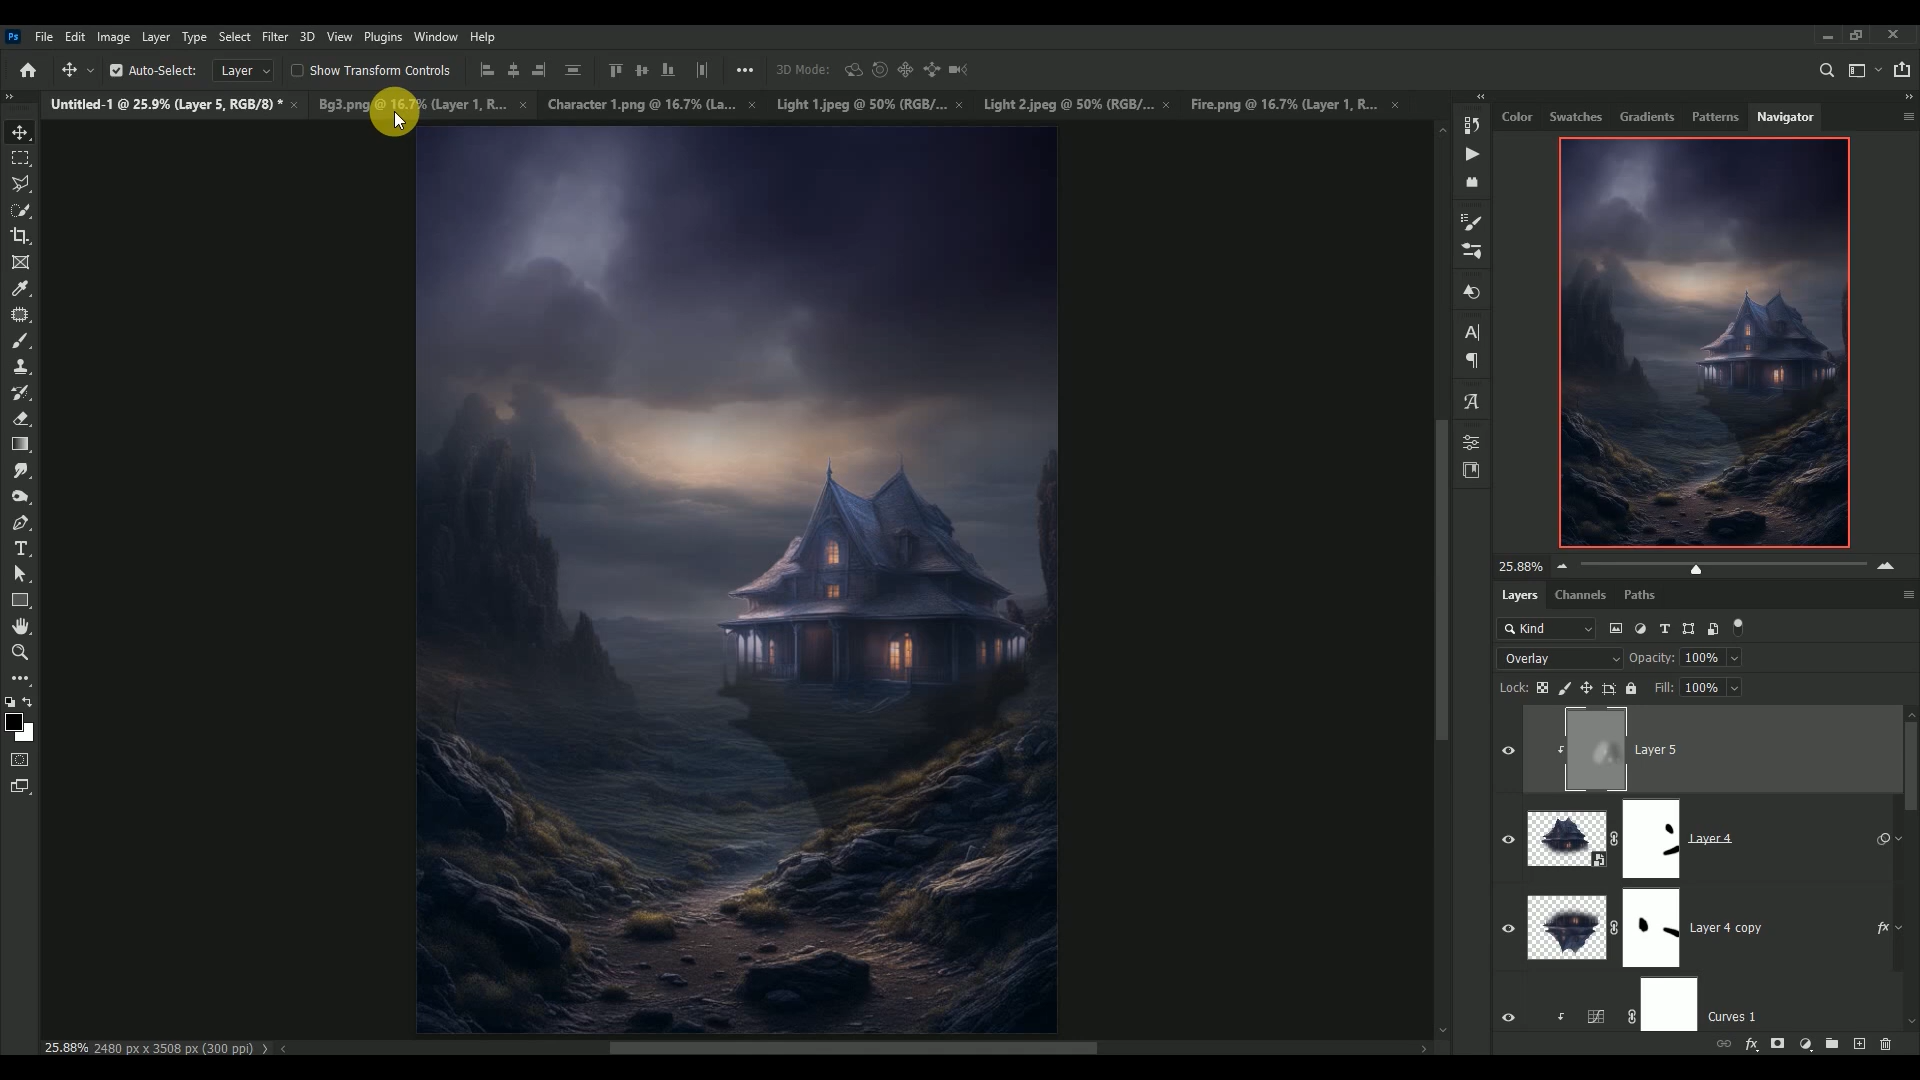 Ps File Edit Image Layer Type Select Filter 3D View Plugins Window Help
Auto-Select: Layer Show Transform Controls 3D Mode:
Untitled-1 @ 25.9% (Layer 5, RGB/8) * Bg3.png @ 16.7% (Layer 1, R... Character 1.png @ 16.7% (La... Light 1.jpeg @ 50% (RGB/... Light 2.jpeg @ 50% (RGB/... Fire.png @ 16.7% (Layer 1, R...
Color Swatches Gradients Patterns Navigator
25.88%
Layers Channels Paths
Kind
Overlay Opacity: 100%
Lock: Fill: 100%
Layer 5
Layer 4
Layer 4 copy
fx
Curves 1
25.88% 2480 px x 3508 px (300 ppi)
fx